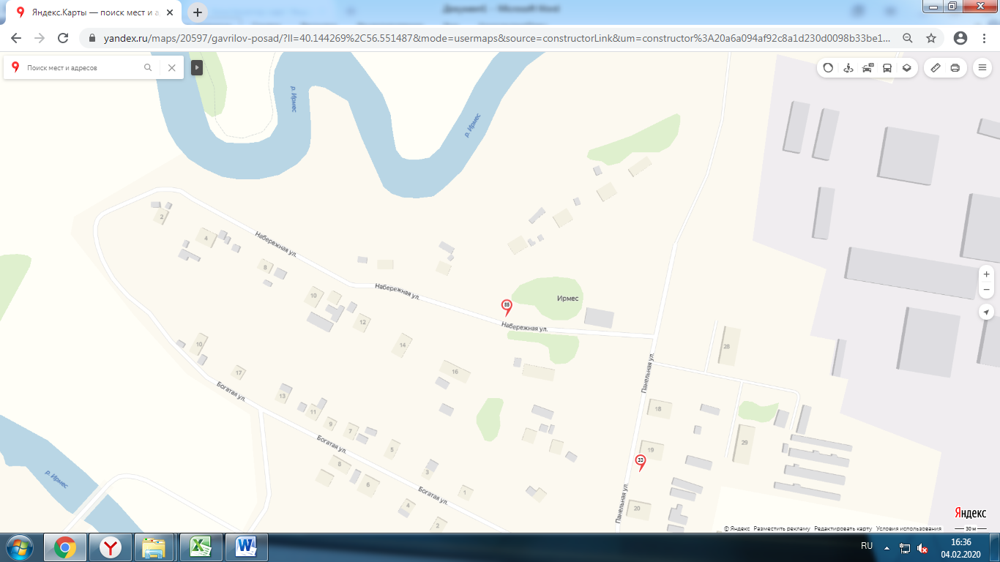 Документ1 - Microsoft Word
Яндекс.Карты — поиск мест и а
yandex.ru/maps/20597/gavrilov-posad/?ll=40.144269%2C56.551487&mode=usermaps&source=constructorLink&um=constructor%3A20a6a094af92c8a1d230d0098b33be1...
Поиск мест и адресов
р. Ирмес
р. Ирмес
2
4
Набережная ул.
8
Набережная ул.
10
Ирмес
12
Набережная ул.
10
14
28
17
16
Панельная ул.
Богатая ул.
13
11
18
9
7
Богатая ул.
5
29
19
33
8
3
р. Ирмес
6
1
Богатая ул.
4
Панельная ул.
20
2
Яндекс
© Яндекс Разместить рекламу Редактировать карту Условия использования 30 м
RU
16:36
04.02.2020